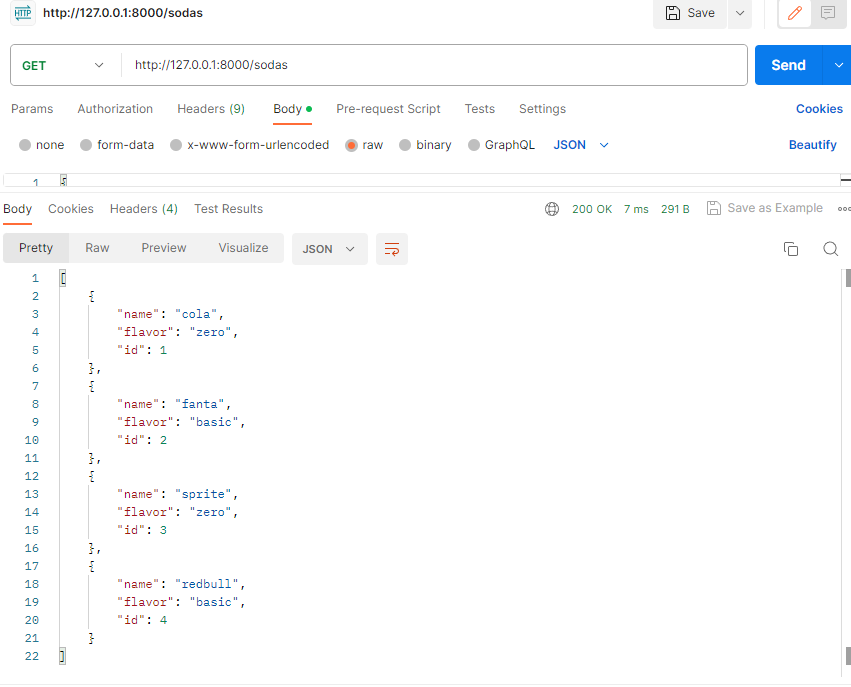 HTTP http://127.0.0.1:8000/sodas Save
GET http://127.0.0.1:8000/sodas Send
Params Authorization Headers (9) Body Pre-request Script Tests Settings Cookies
none form-data x-www-form-urlencoded raw binary GraphQL JSON Beautify
1 {
Body Cookies Headers (4) Test Results 200 OK 7 ms 291 B Save as Example
Pretty Raw Preview Visualize JSON
1 [
2 {
3 "name": "cola",
4 "flavor": "zero",
5 "id": 1
6 },
7 {
8 "name": "fanta",
9 "flavor": "basic",
10 "id": 2
11 },
12 {
13 "name": "sprite",
14 "flavor": "zero",
15 "id": 3
16 },
17 {
18 "name": "redbull",
19 "flavor": "basic",
20 "id": 4
21 }
22 ]